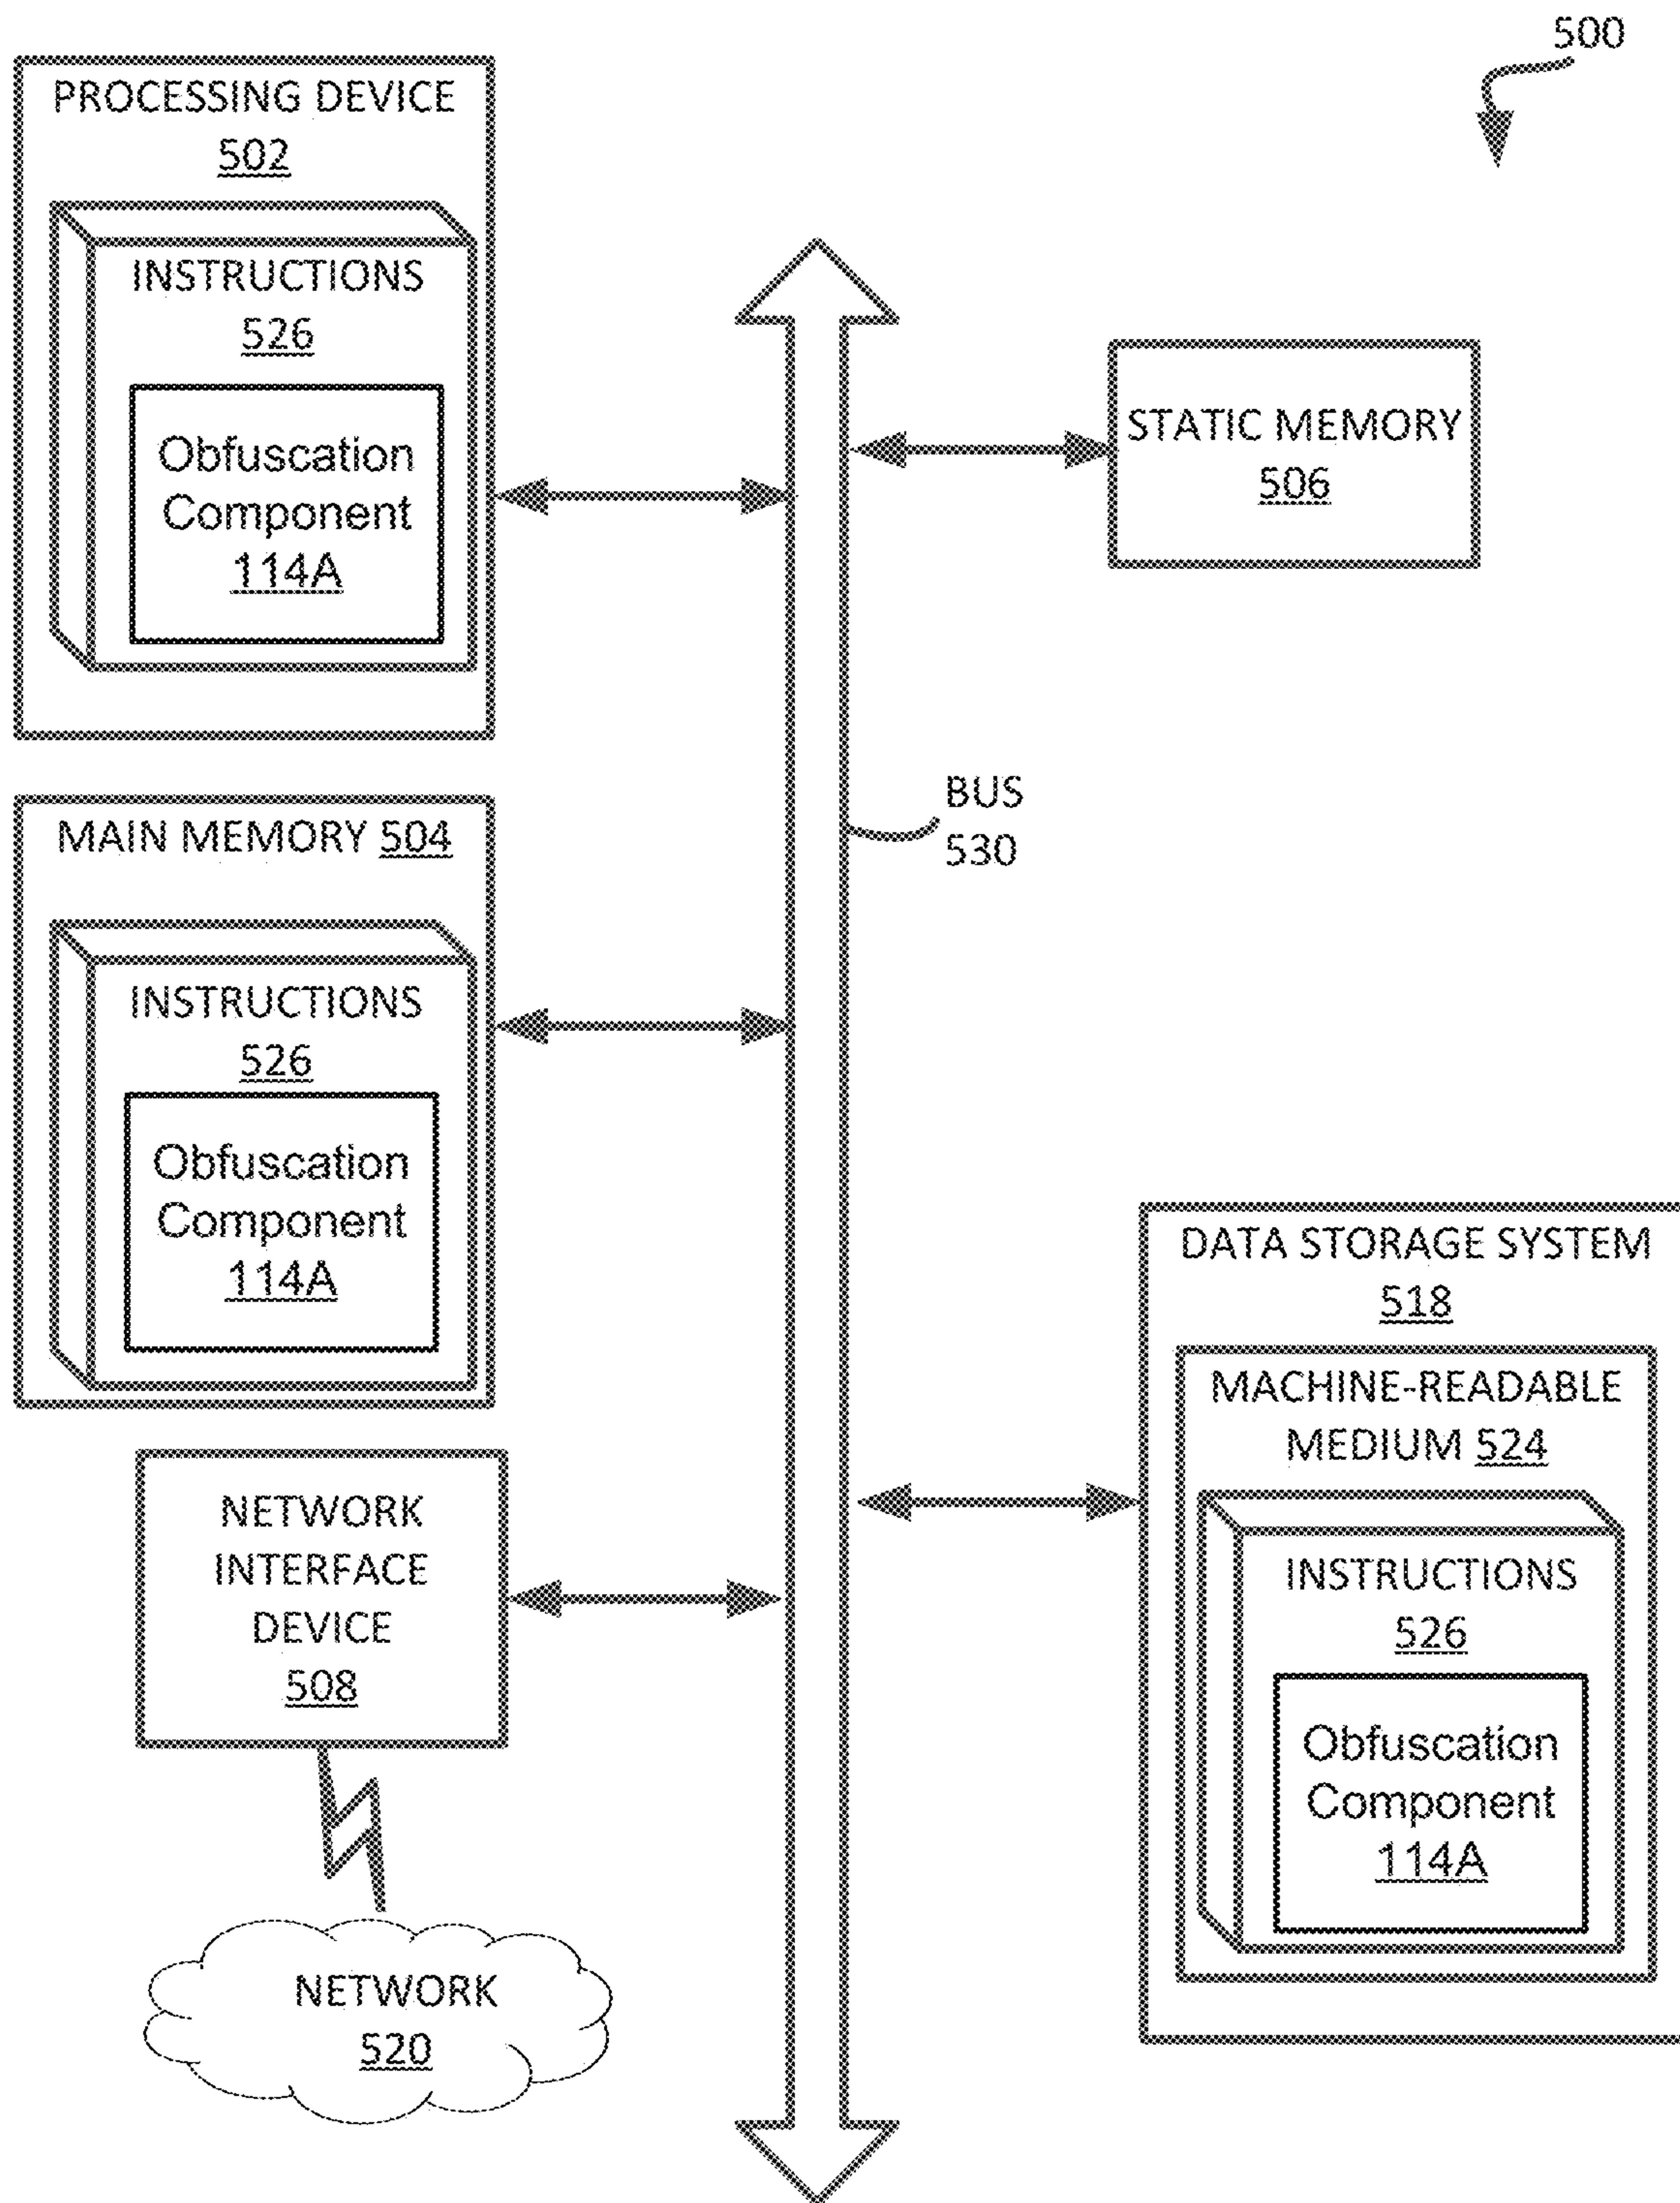 500
PROCESSING DEVICE
502
INSTRUCTIONS
526
Obfuscation
Component
114A
STATIC MEMORY
506
BUS
530
MAIN MEMORY 504
INSTRUCTIONS
526
Obfuscation
Component
114A
DATA STORAGE SYSTEM
518
MACHINE-READABLE
MEDIUM 524
INSTRUCTIONS
526
Obfuscation
Component
114A
NETWORK
INTERFACE
DEVICE
508
NETWORK
520